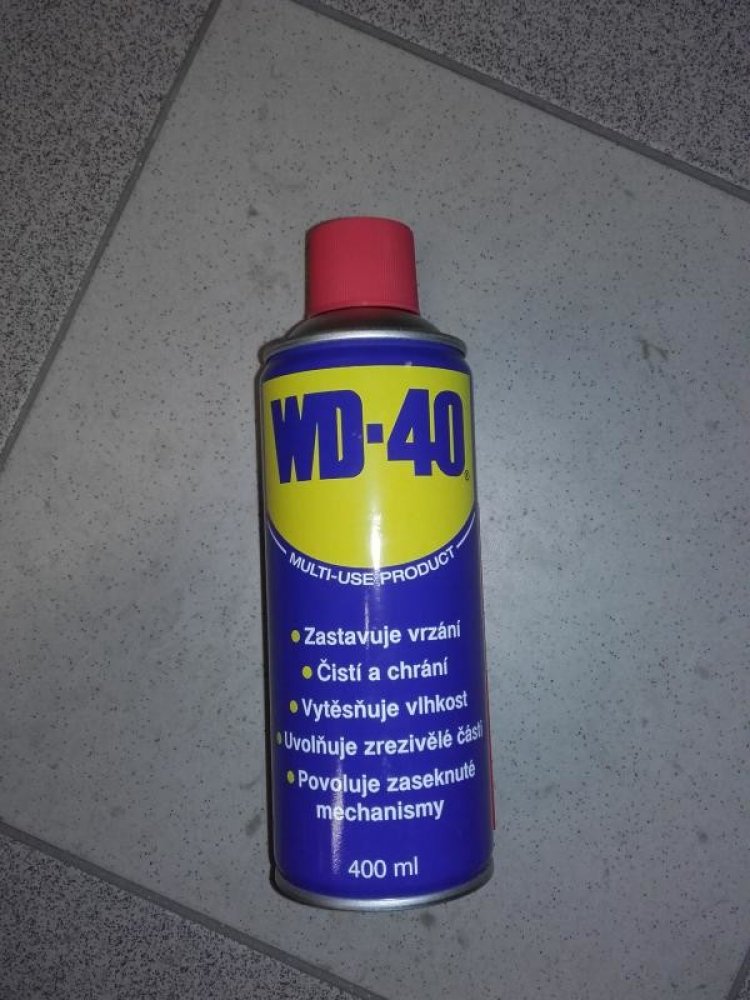 WD-40®
MULTI-USE PRODUCT
• Zastavuje vrzání
• Čistí a chrání
• Vytěsňuje vlhkost
• Uvolňuje zrezivělé části
• Povoluje zaseknuté
mechanismy
400 ml